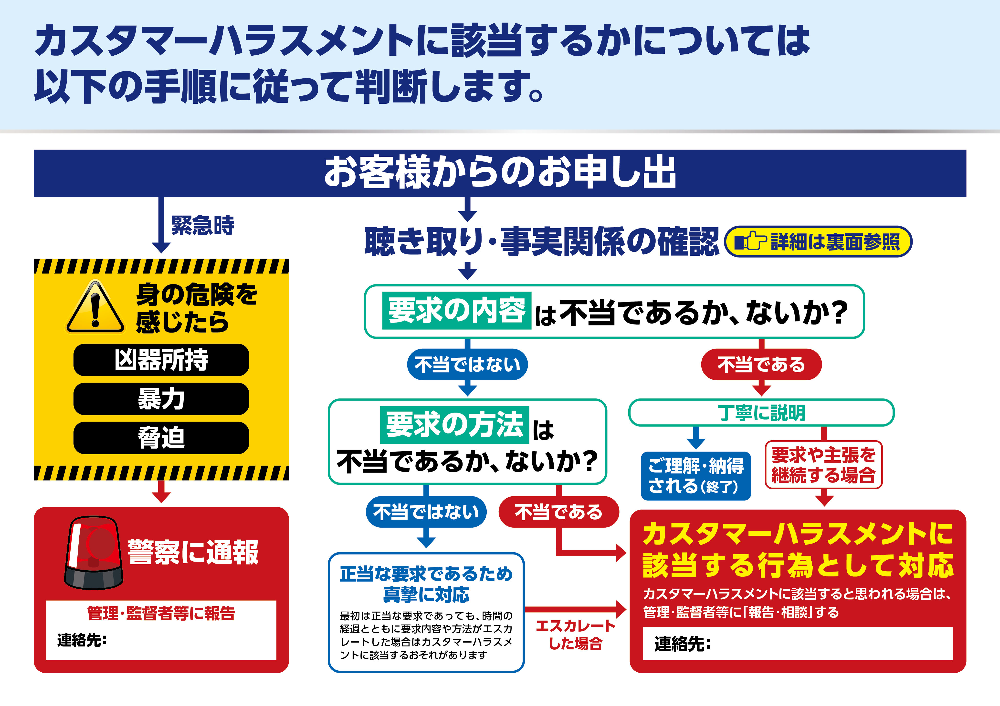 カスタマーハラスメントに該当するかについては
以下の手順に従って判断します。
お客様からのお申し出
緊急時
身の危険を
感じたら
凶器所持
暴力
脅迫
警察に通報
管理・監督者等に報告
連絡先:
聴き取り・事実関係の確認
詳細は裏面参照
要求の内容は不当であるか、ないか?
不当ではない
不当である
要求の方法は
不当であるか、ないか?
不当ではない
不当である
正当な要求であるため
真摯に対応
最初は正当な要求であっても、時間の
経過とともに要求内容や方法がエスカ
レートした場合はカスタマーハラスメ
ントに該当するおそれがあります
エスカレート
した場合
丁寧に説明
ご理解・納得
される(終了)
要求や主張を
継続する場合
カスタマーハラスメントに
該当する行為として対応
カスタマーハラスメントに該当すると思われる場合は、
管理・監督者等に「報告・相談」する
連絡先: